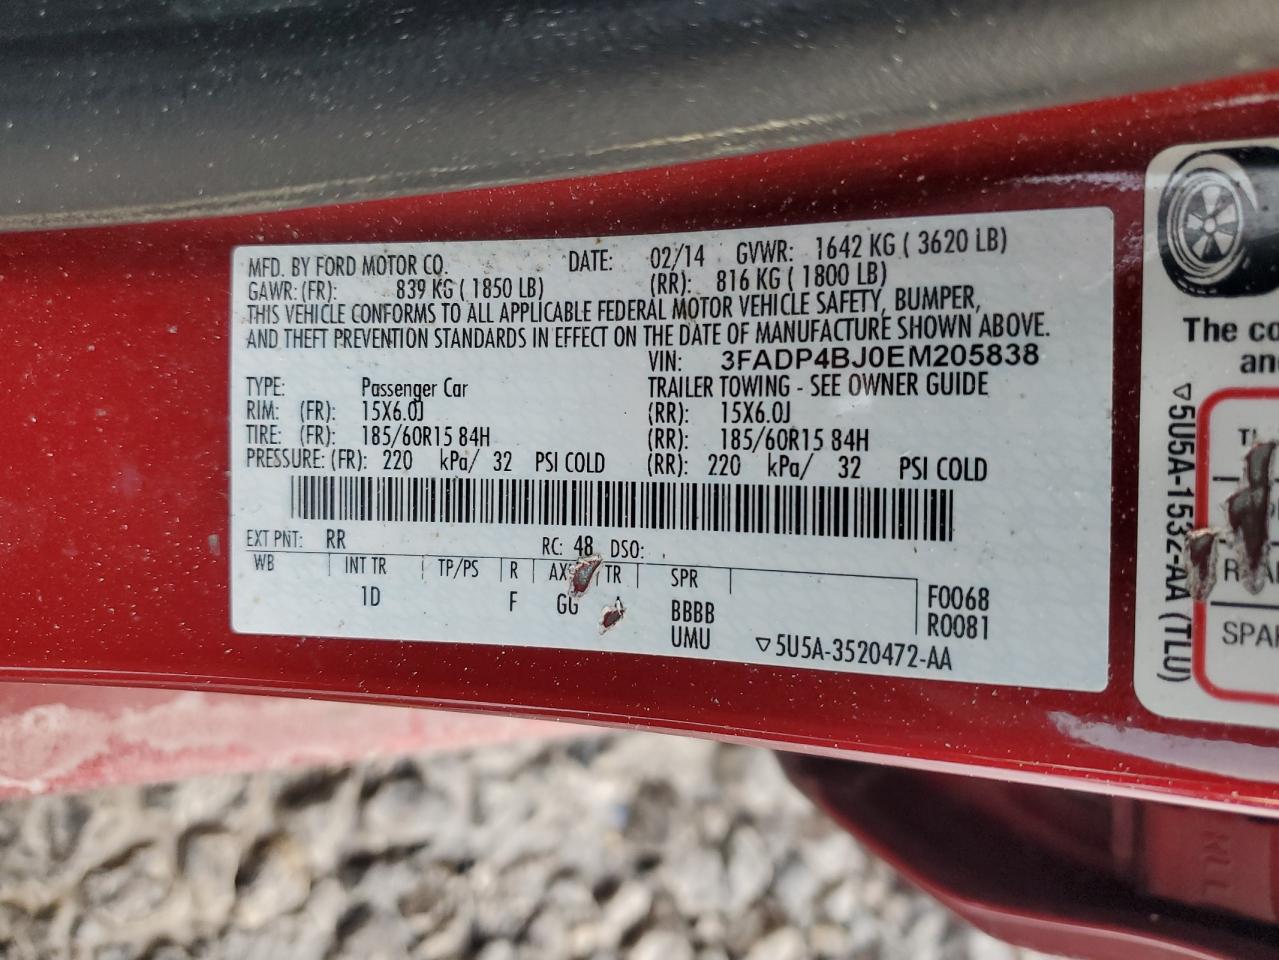 MFD. BY FORD MOTOR CO. DATE: 02/14 GVWR: 1642 KG ( 3620 LB)
GAWR: (FR): 839 KG ( 1850 LB) (RR): 816 KG ( 1800 LB)
THIS VEHICLE CONFORMS TO ALL APPLICABLE FEDERAL MOTOR VEHICLE SAFETY, BUMPER,
AND THEFT PREVENTION STANDARDS IN EFFECT ON THE DATE OF MANUFACTURE SHOWN ABOVE.
VIN: 3FADP4BJ0EM205838
TYPE: Passenger Car TRAILER TOWING - SEE OWNER GUIDE
RIM: (FR): 15X6.0J (RR): 15X6.0J
TIRE: (FR): 185/60R15 84H (RR): 185/60R15 84H
PRESSURE: (FR): 220 kPa/ 32 PSI COLD (RR): 220 kPa/ 32 PSI COLD
EXT PNT: RR RC: 48 DSO:
WB INT TR TP/PS R TR SPR
1D F GG BBBB F0068
UMU R0081
▽5U5A-3520472-AA
The
▽5U5A-1532-AA (TLU)